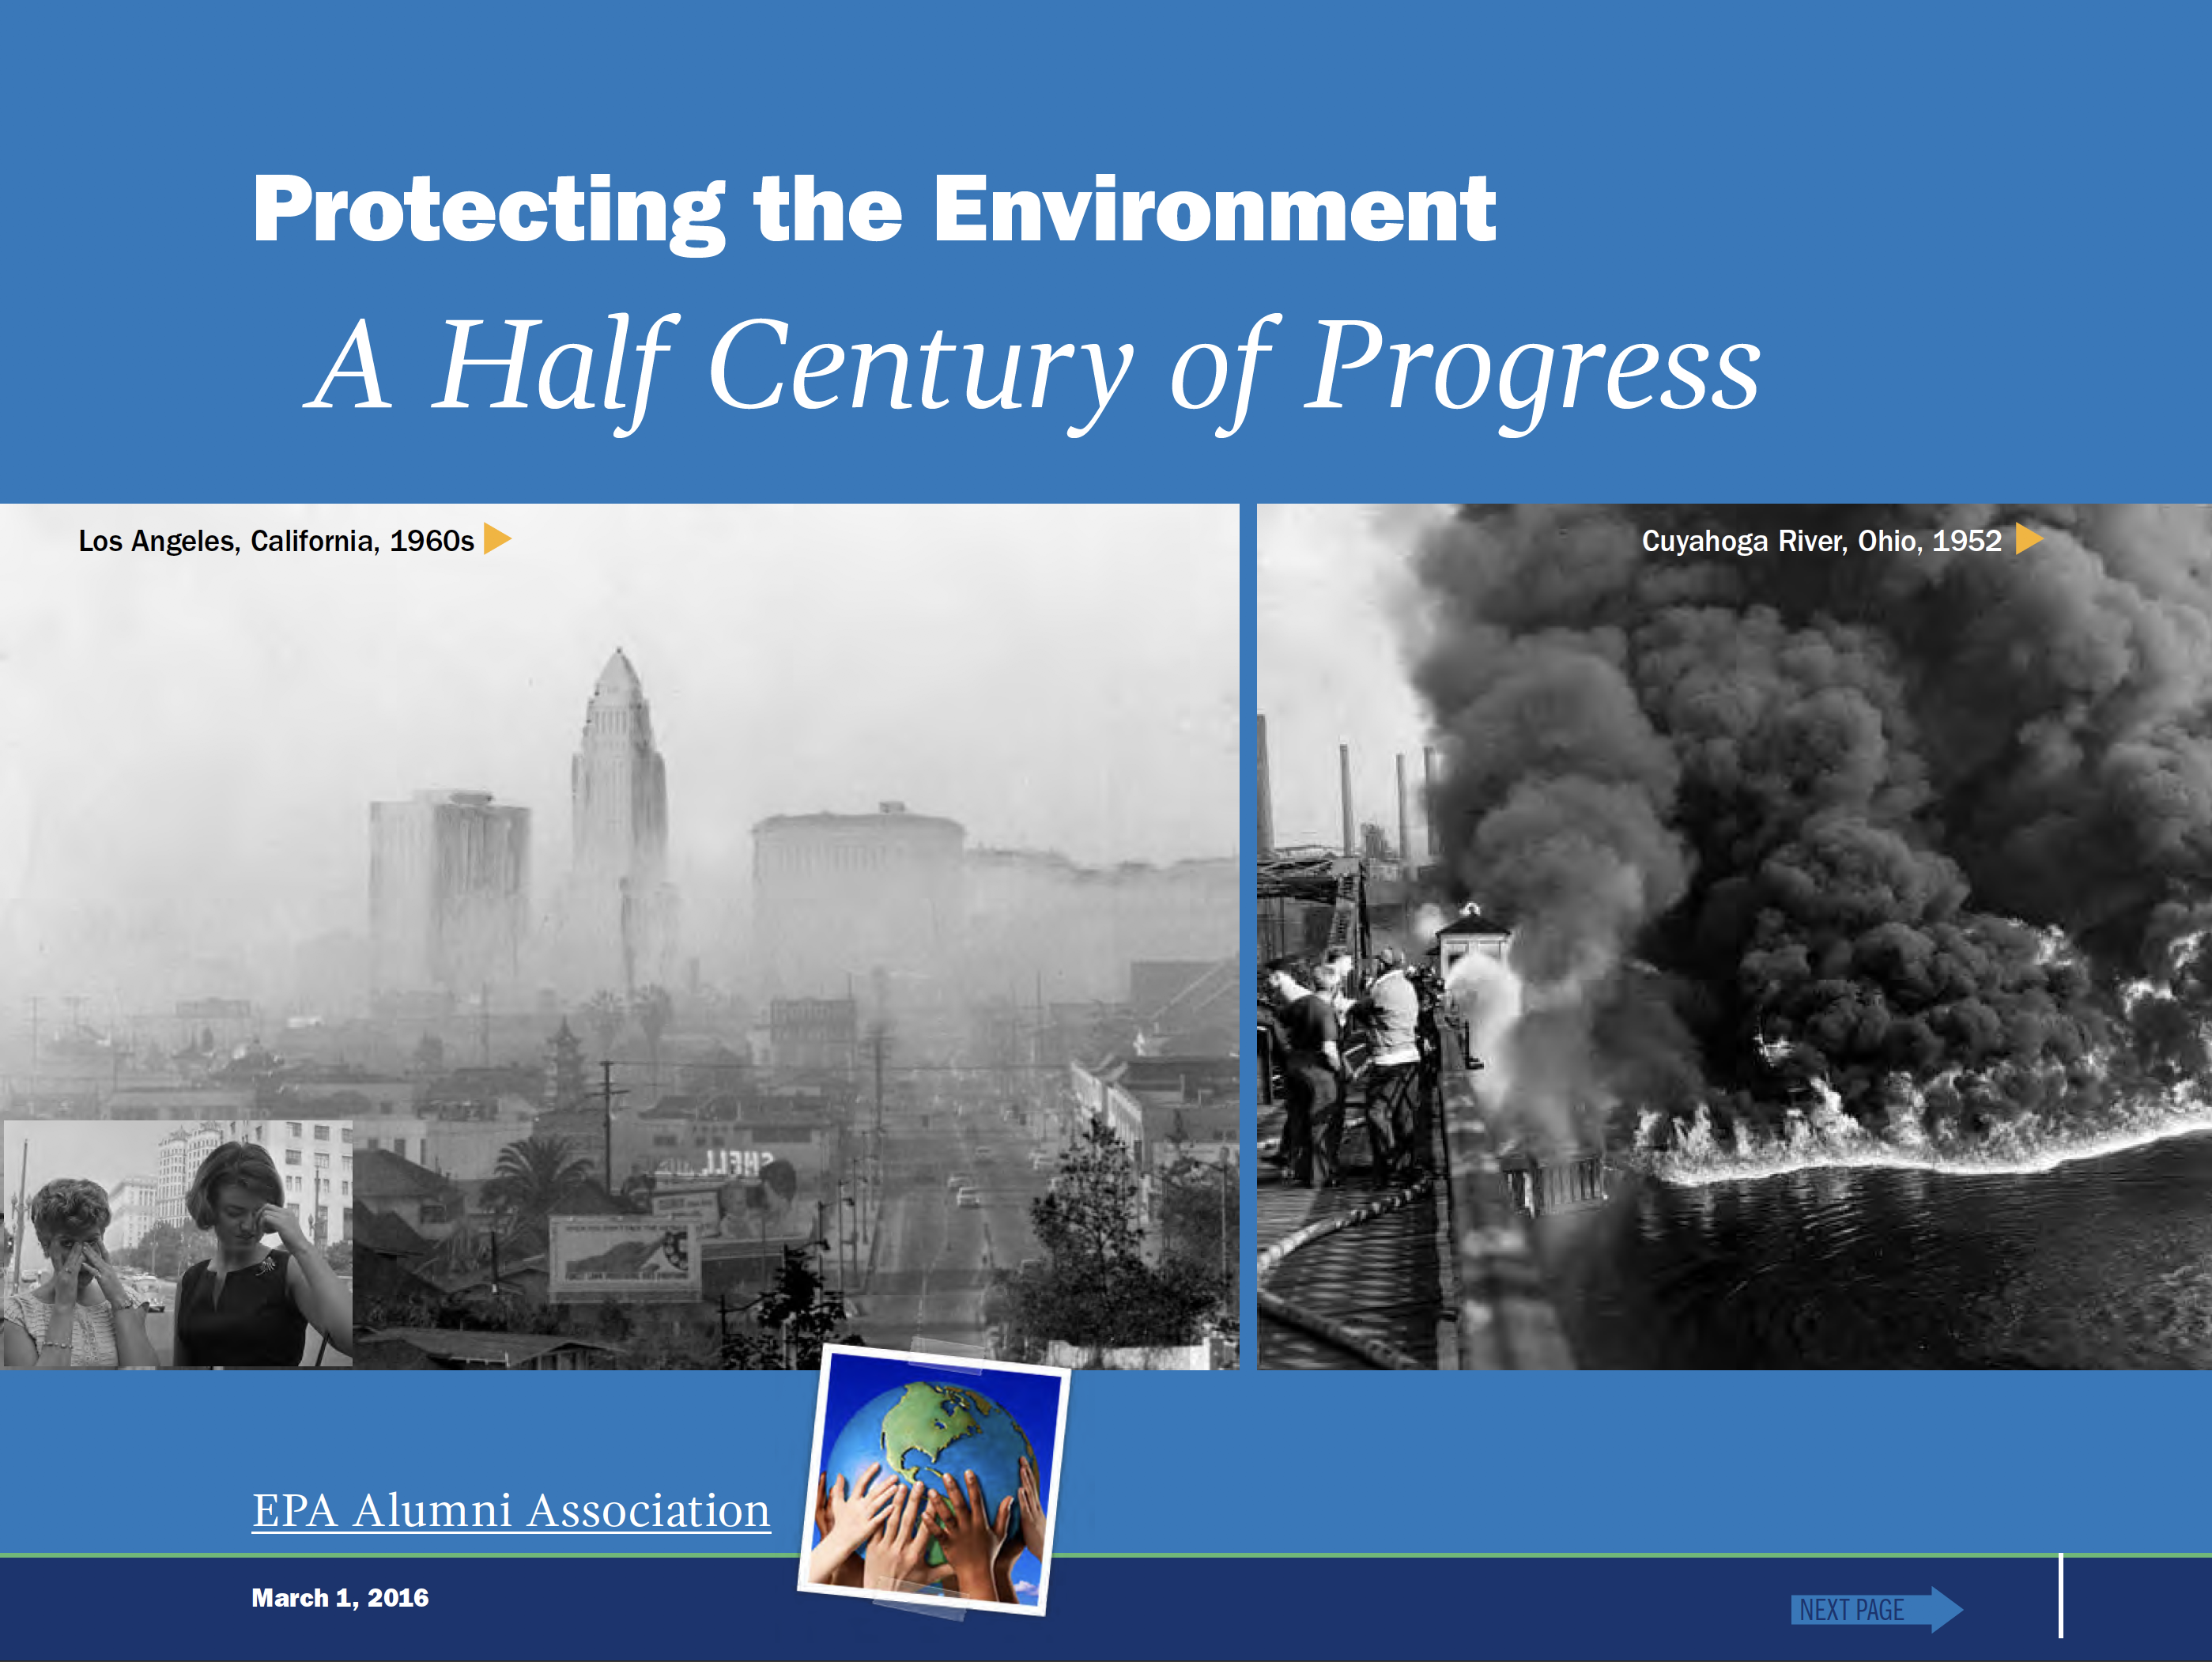 Protecting the Environment
A Half Century of Progress
Los Angeles, California, 1960s
Cuyahoga River, Ohio, 1952
SHELL
EPA Alumni Association
March 1, 2016
NEXT PAGE